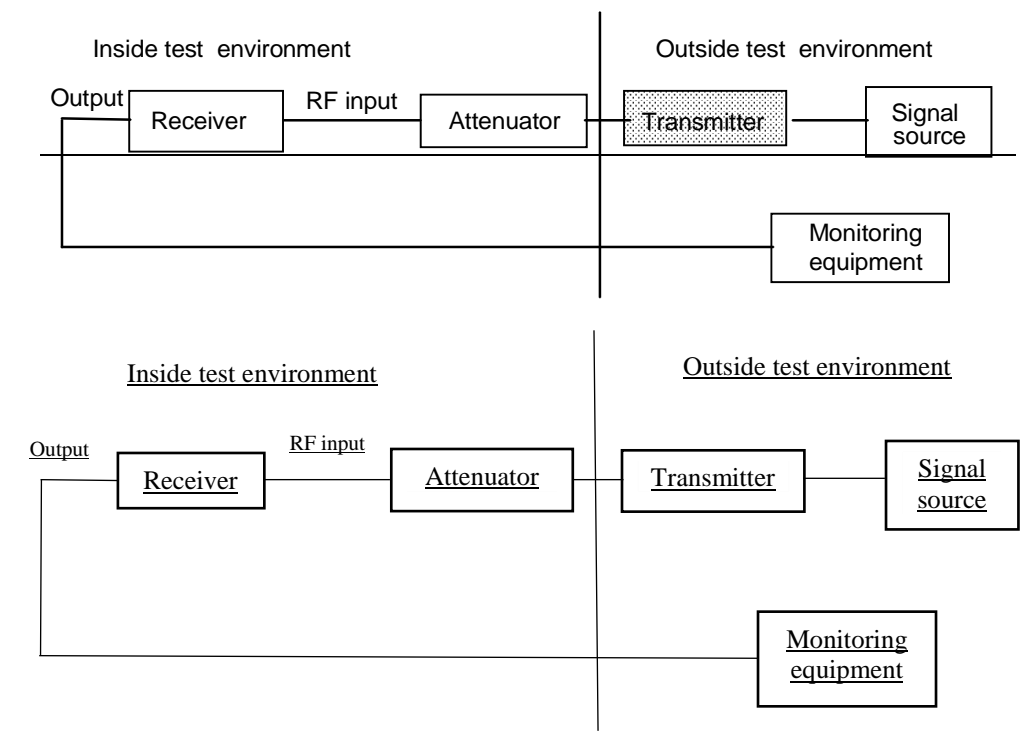 Inside test environment
Outside test environment
Output
Receiver
RF input
Attenuator
Transmitter
Signal
source
Monitoring
equipment
Inside test environment
Outside test environment
Output
Receiver
RF input
Attenuator
Transmitter
Signal
source
Monitoring
equipment